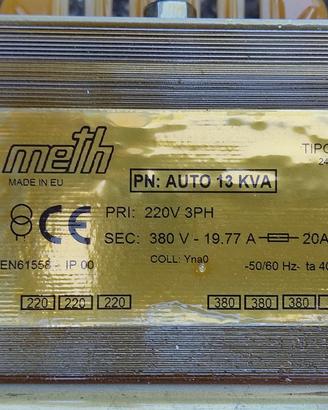 meth
TIPO
MADE IN EU
24
PN: AUTO 13 KVA
CE PRI: 220V 3PH
SEC: 380 V - 19.77 A 20A
EN61558 - IP 00 COLL: Yna0 -50/60 Hz- ta 40
220 220 220 380 380 380